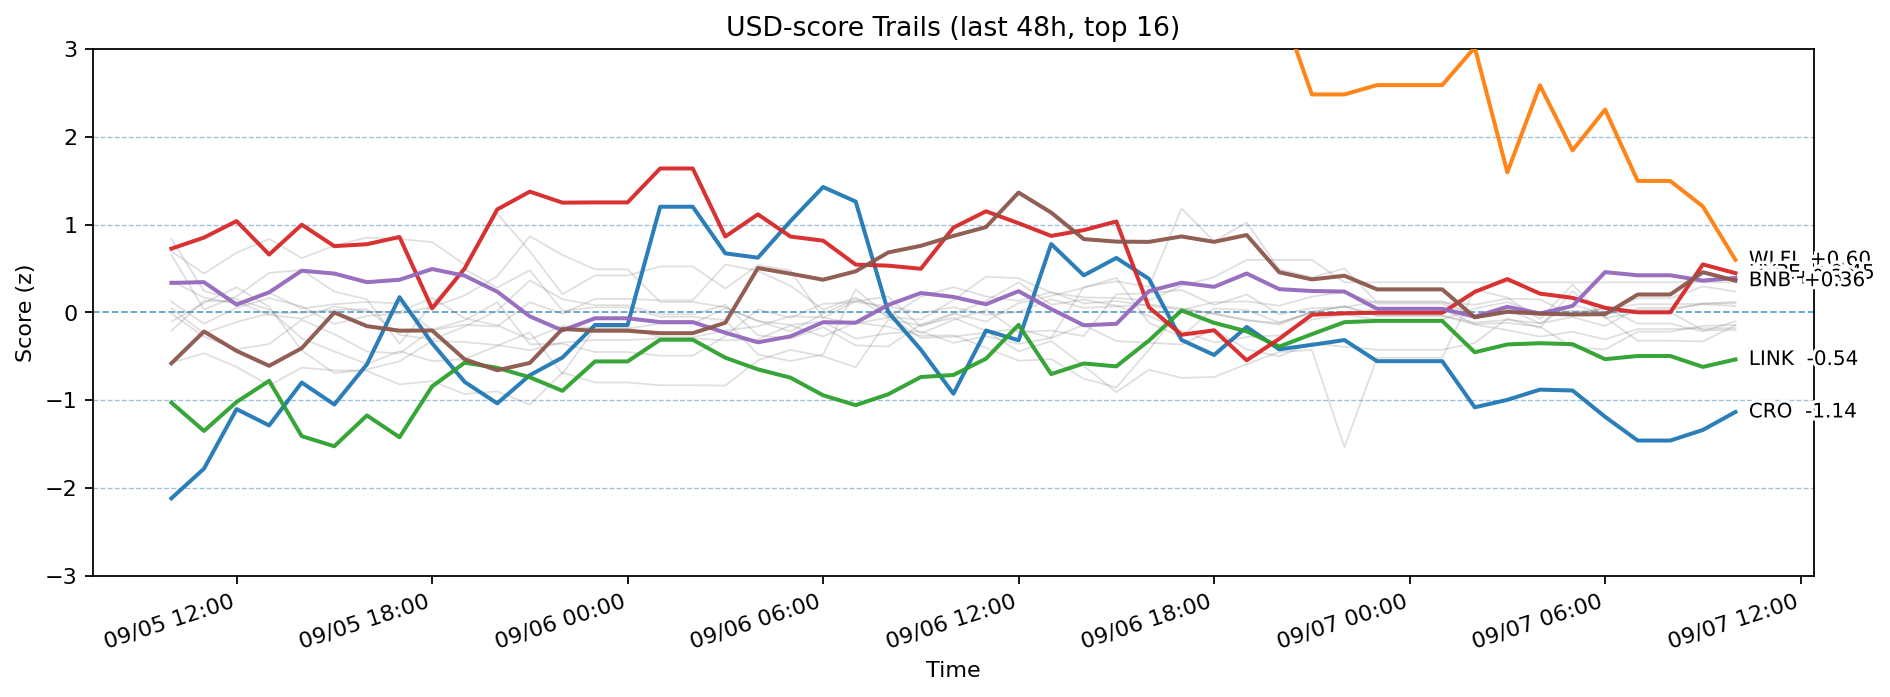 USD-score Trails (last 48h, top 16)
3
2
1
0
−1
−2
−3
Score (z)
WLFI +0.60
BNB +0.36
LINK -0.54
CRO -1.14
09/05 12:00
09/05 18:00
09/06 00:00
09/06 06:00
09/06 12:00
09/06 18:00
09/07 00:00
09/07 06:00
09/07 12:00
Time